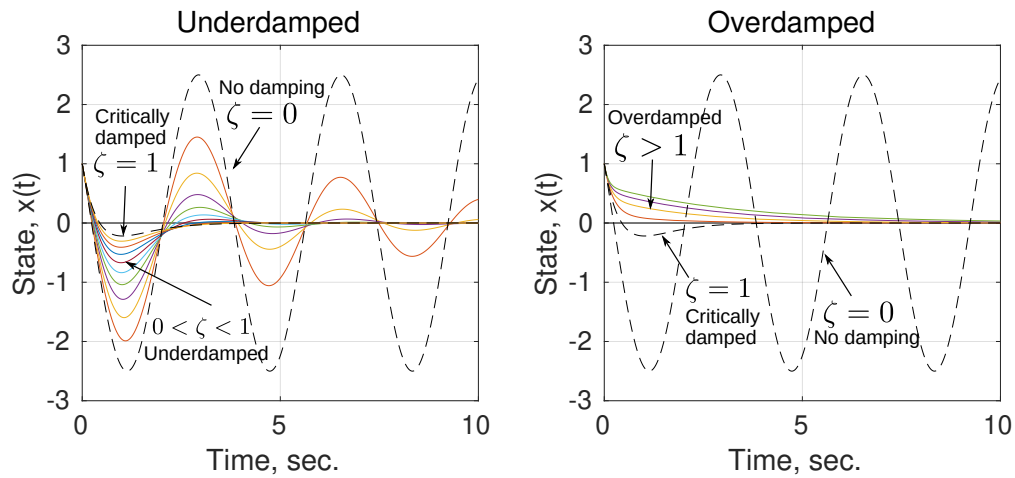 Underdamped
3
2
1
0
-1
-2
-3
State, x(t)
0
5
10
Time, sec.
No damping
ζ = 0
Critically
damped
ζ = 1
0 < ζ < 1
Underdamped
Overdamped
3
2
1
0
-1
-2
-3
State, x(t)
0
5
10
Time, sec.
Overdamped
ζ > 1
ζ = 1
Critically
damped
ζ = 0
No damping